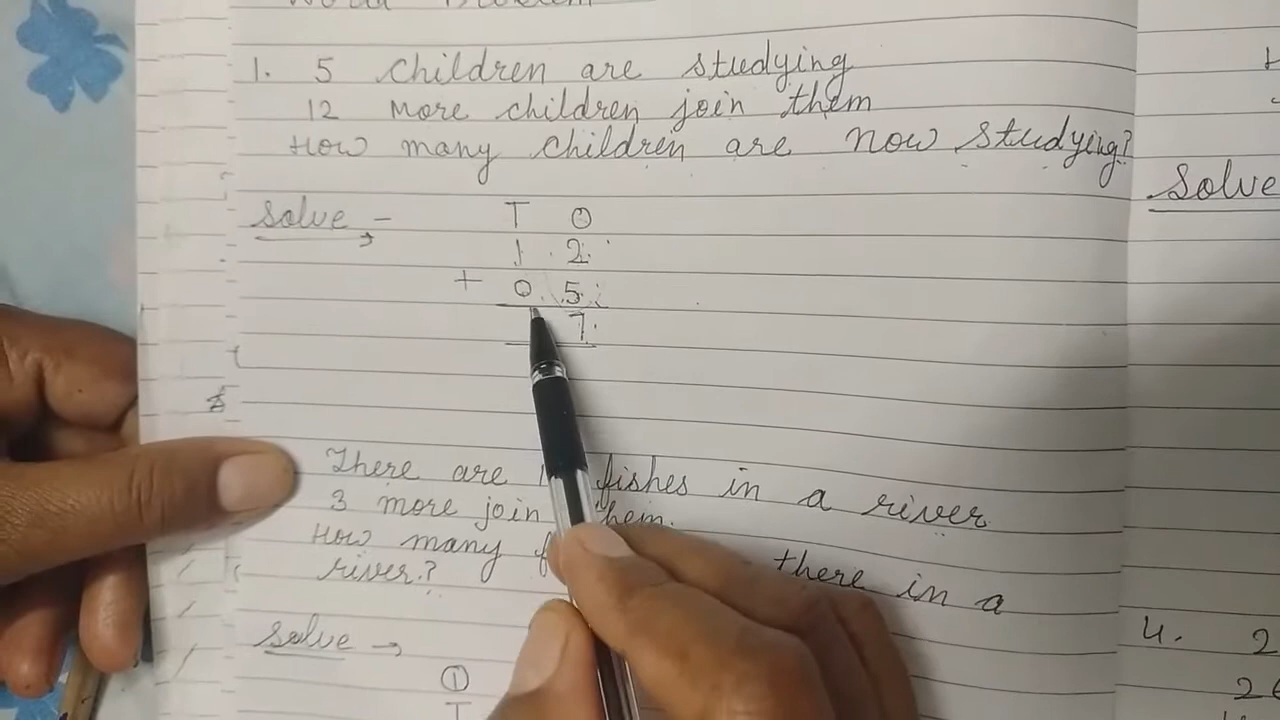 1. 5 children are studying
12 More children join them
How many children are now studying?
Solve -
T O
1 2
+ 0 5
7
There are fishes in a river
3 more join them.
How many there in a
river?
Solve →
1
T
Solve
4. 2